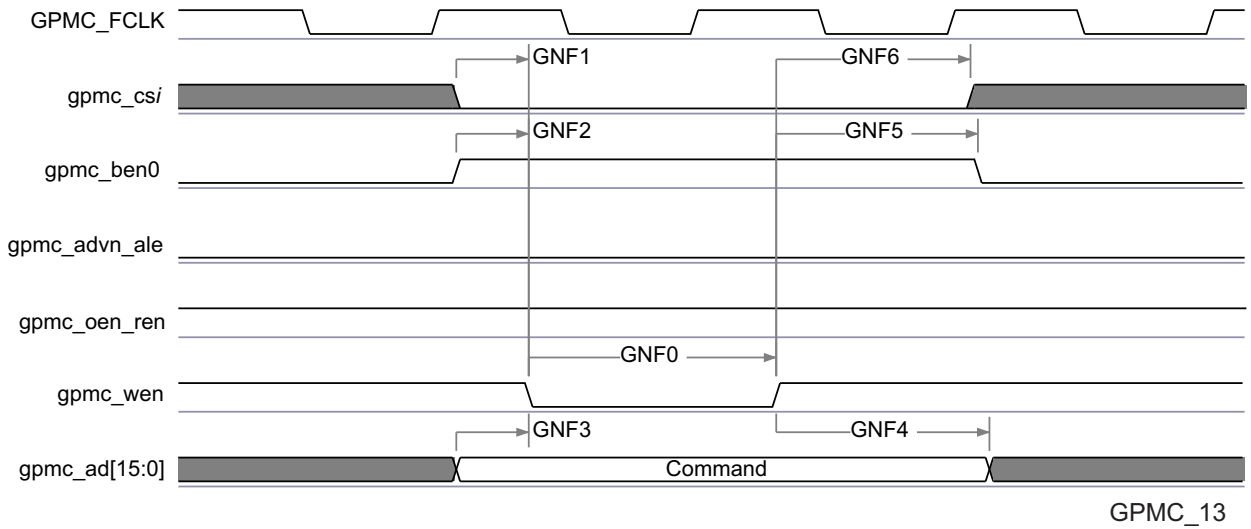 GPMC_FCLK
GNF1
GNF6
gpmc_csi
GNF2
GNF5
gpmc_ben0
gpmc_advn_ale
gpmc_oen_ren
GNF0
gpmc_wen
GNF3
GNF4
gpmc_ad[15:0]
Command
GPMC_13